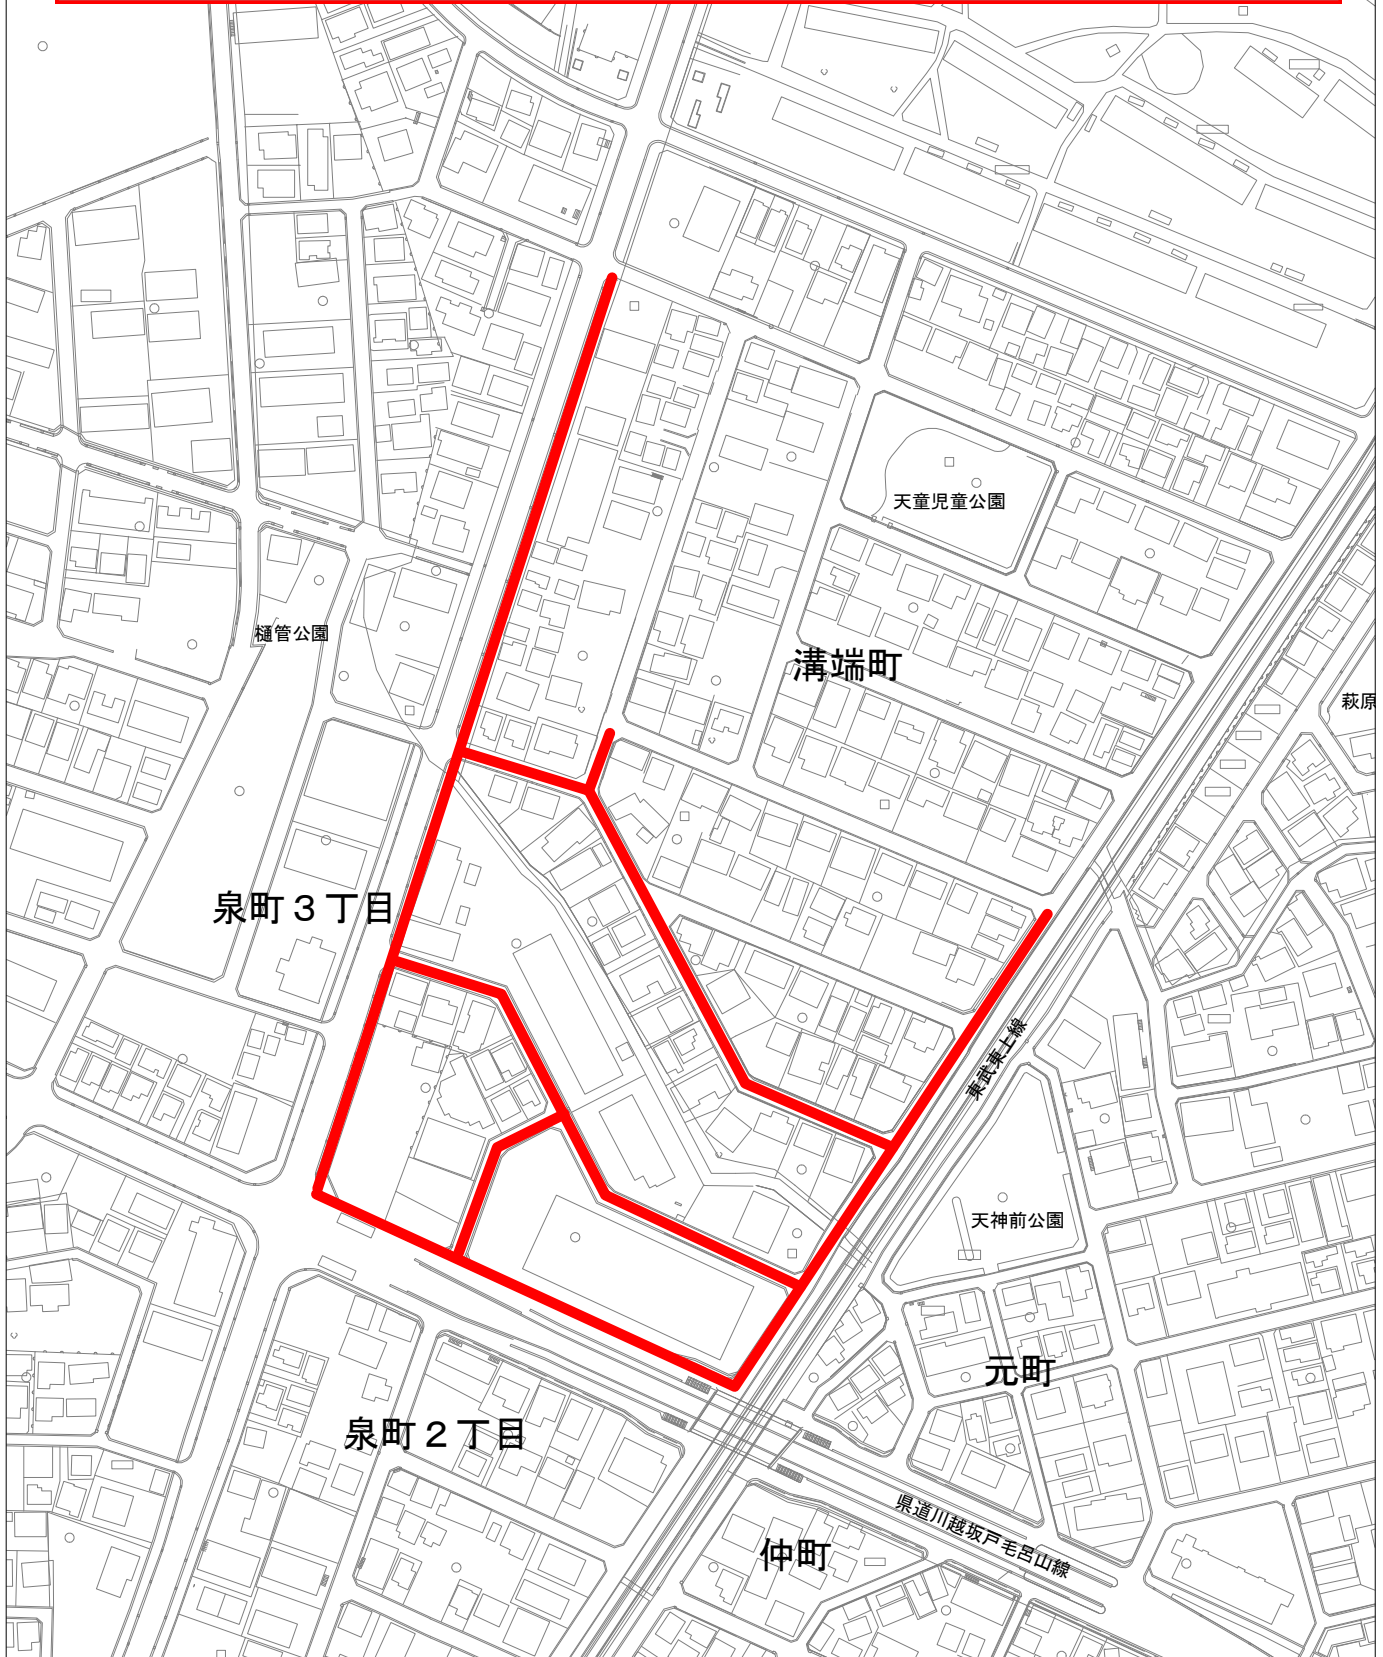 天童児童公園
樋管公園
溝端町
萩原
泉町３丁目
東武東上線
天神前公園
元町
泉町２丁目
県道川越坂戸毛呂山線
仲町